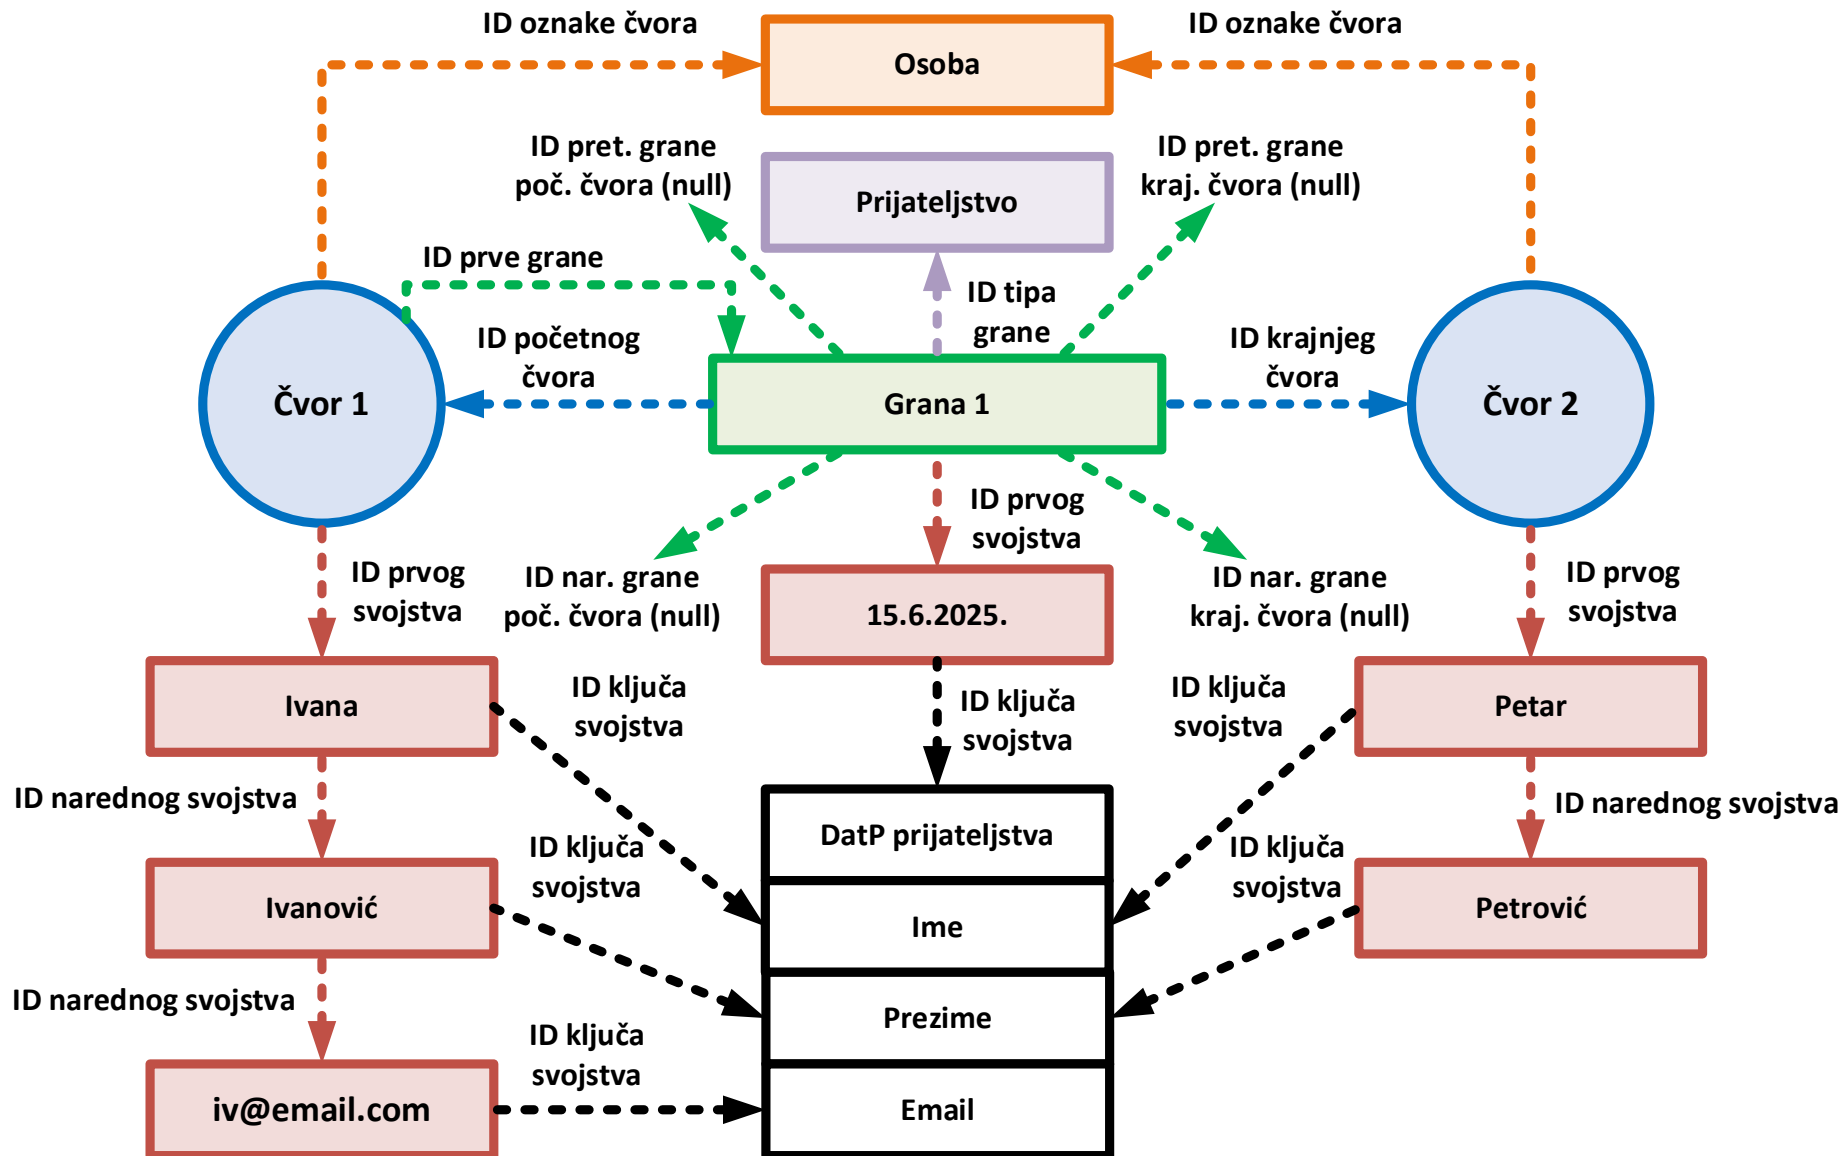 ID oznake čvora
Osoba
ID oznake čvora
ID pret. grane
poč. čvora (null)
Prijateljstvo
ID pret. grane
kraj. čvora (null)
ID prve grane
ID tipa
grane
ID početnog
čvora
ID krajnjeg
čvora
Čvor 1
Grana 1
Čvor 2
ID prvog
svojstva
ID prvog
svojstva
ID nar. grane
poč. čvora (null)
15.6.2025.
ID nar. grane
kraj. čvora (null)
ID prvog
svojstva
Ivana
ID ključa
svojstva
ID ključa
svojstva
ID ključa
svojstva
Petar
ID narednog svojstva
ID narednog svojstva
DatP prijateljstva
ID ključa
svojstva
ID ključa
svojstva
Ivanović
Ime
Petrović
ID narednog svojstva
Prezime
ID ključa
svojstva
iv@email.com
Email